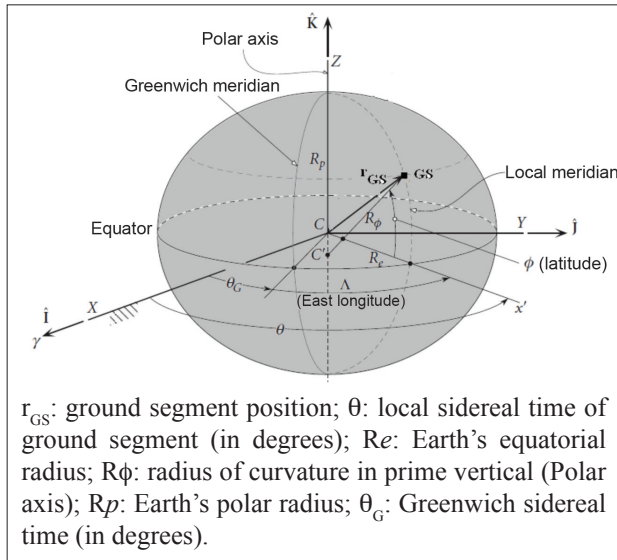 K̂
Polar axis
Z
Greenwich meridian
R_p
r_GS GS
Local meridian
Equator
C
R_ϕ
Y
Ĵ
C'
R_e
ϕ (latitude)
θ_G
Λ
(East longitude)
X
Î
γ
θ
x'
r_GS: ground segment position; θ: local sidereal time of
ground segment (in degrees); Re: Earth’s equatorial
radius; Rϕ: radius of curvature in prime vertical (Polar
axis); Rp: Earth’s polar radius; θ_G: Greenwich sidereal
time (in degrees).